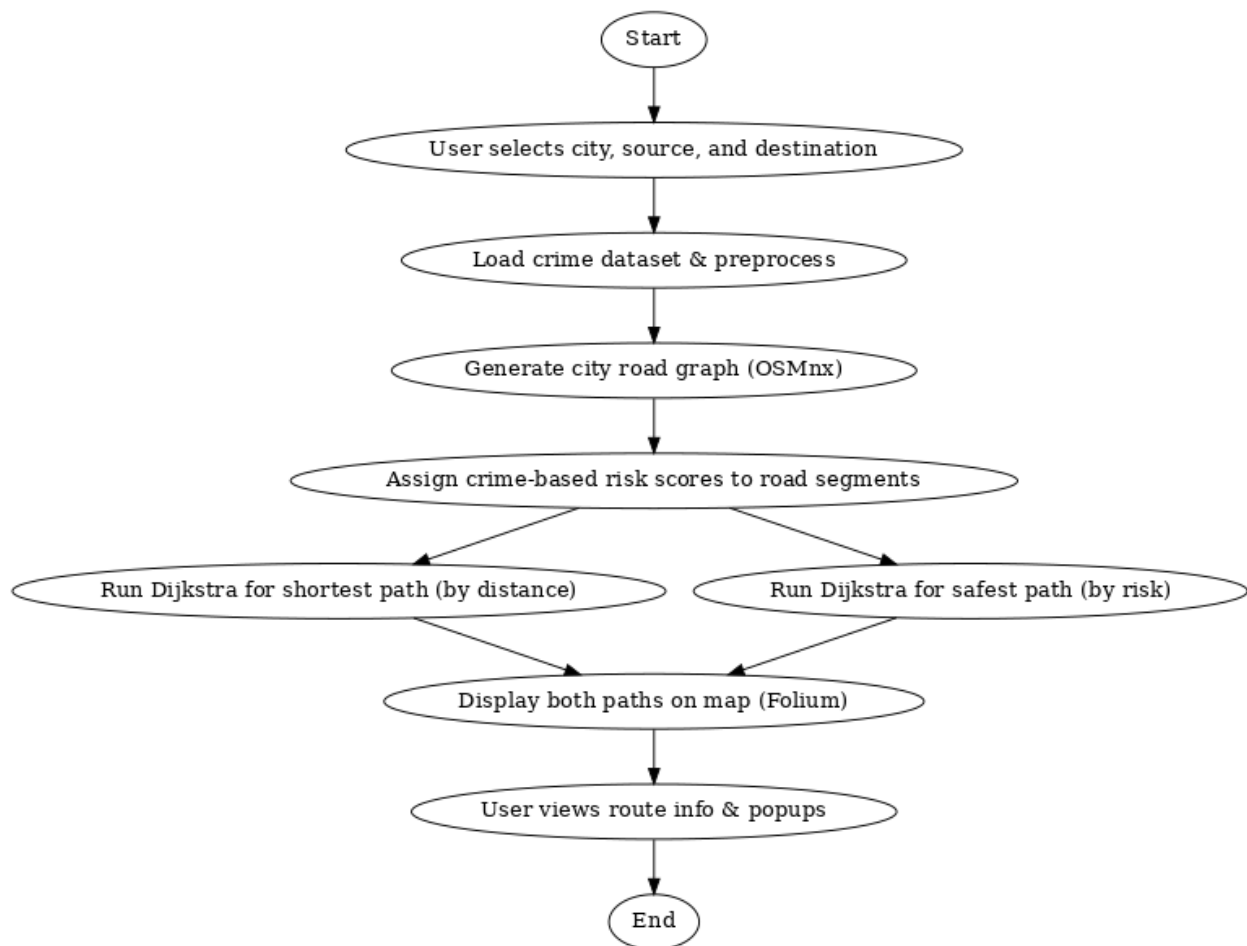 Start
User selects city, source, and destination
Load crime dataset & preprocess
Generate city road graph (OSMnx)
Assign crime-based risk scores to road segments
Run Dijkstra for shortest path (by distance)
Run Dijkstra for safest path (by risk)
Display both paths on map (Folium)
User views route info & popups
End